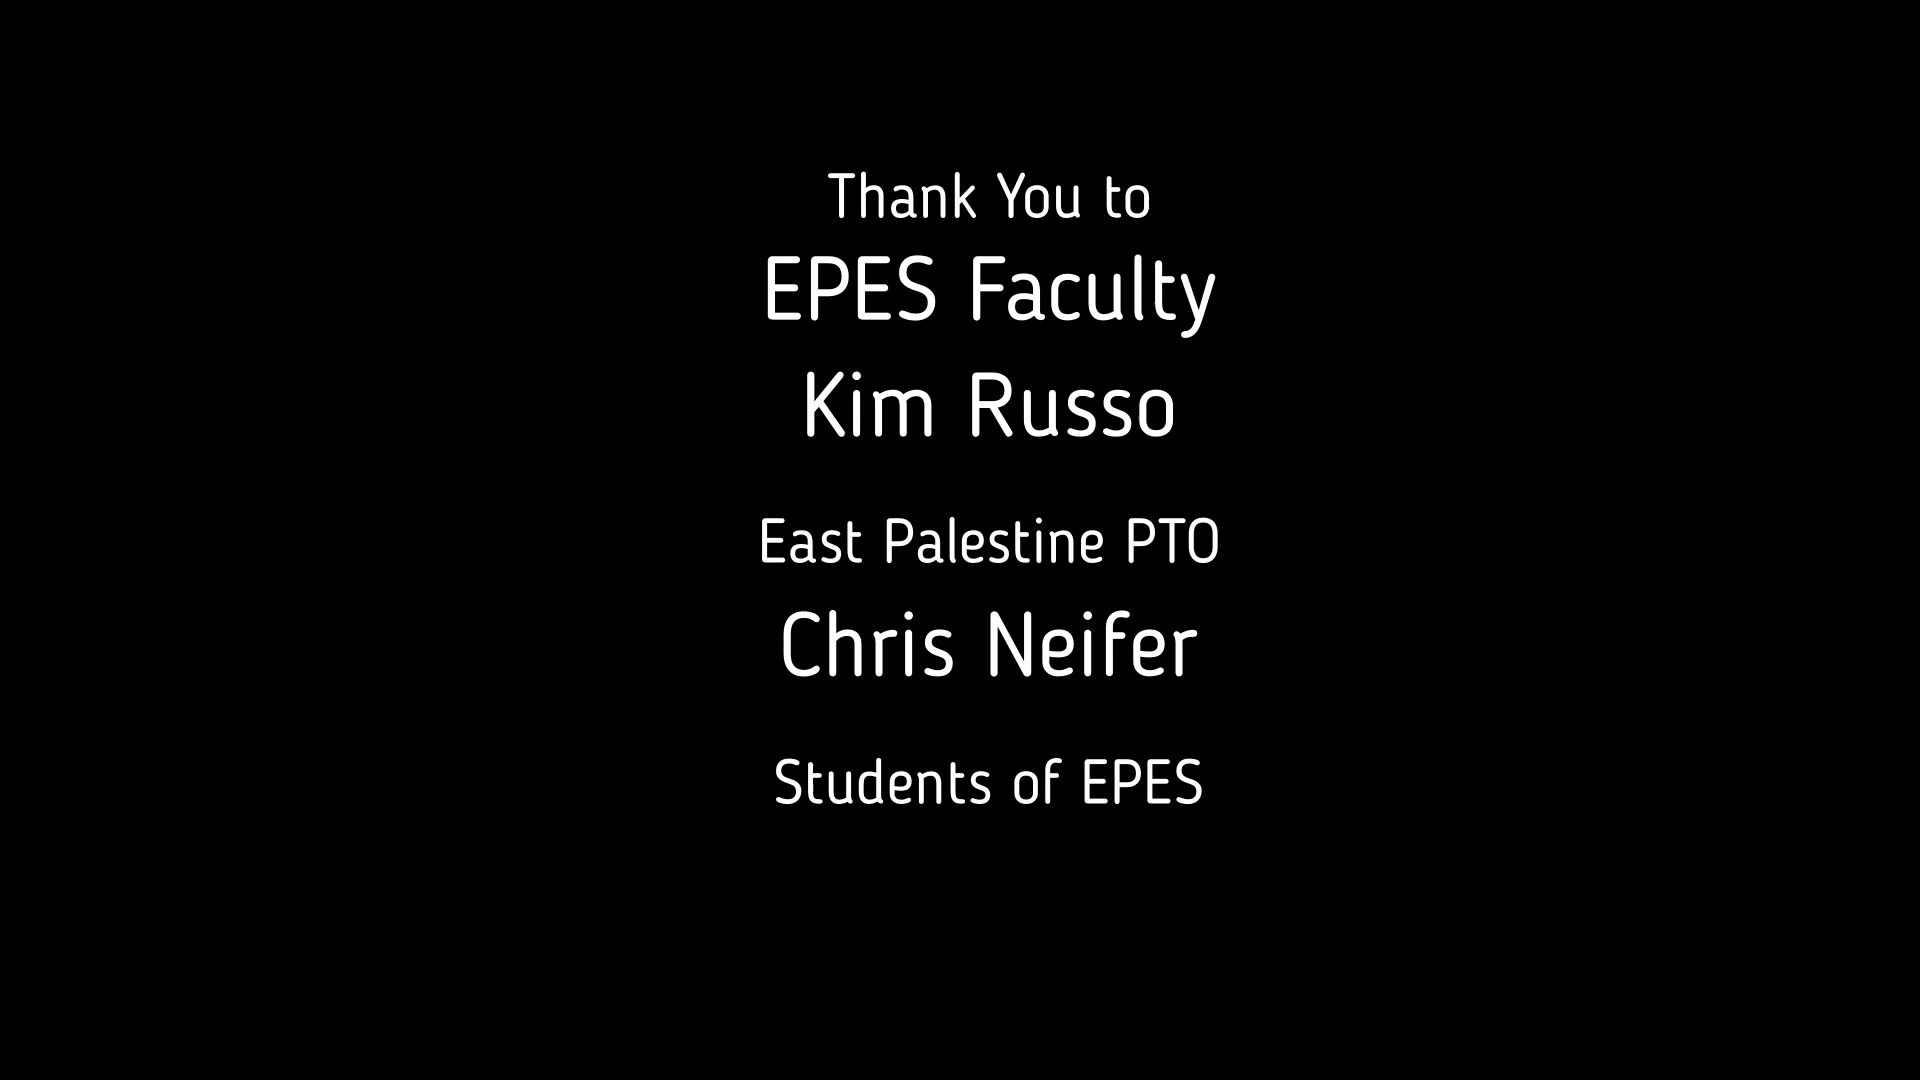 Thank You to
EPES Faculty
Kim Russo
East Palestine PTO
Chris Neifer
Students of EPES